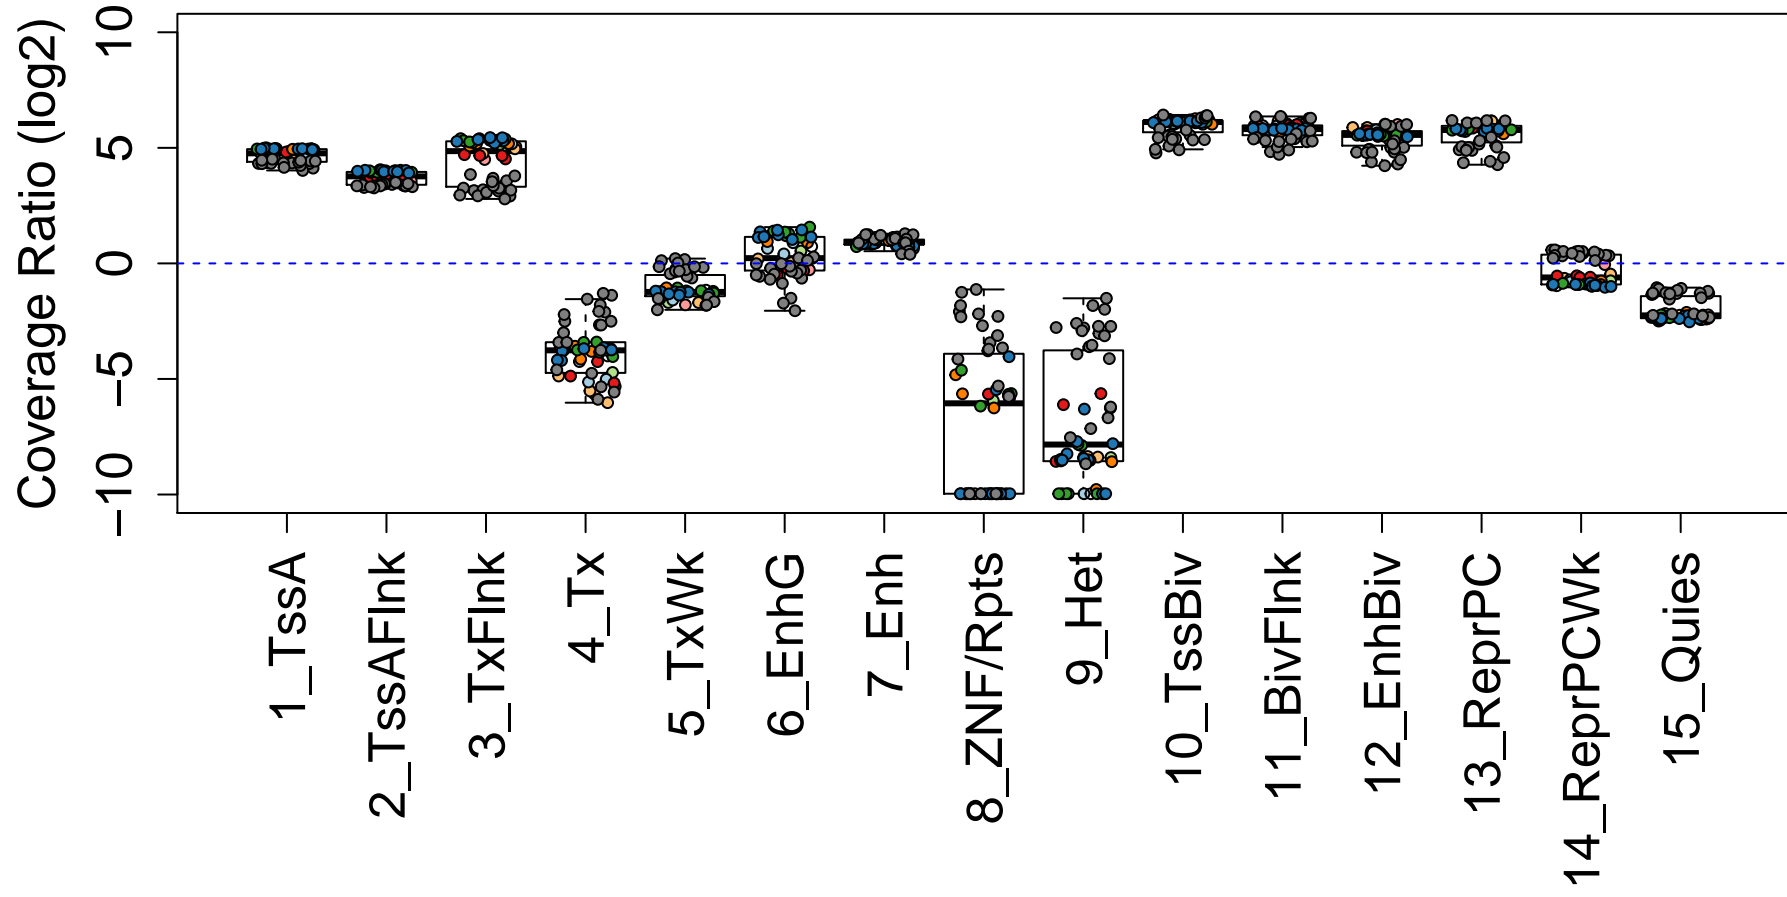 Coverage Ratio (log2)
10
5
0
−5
−10
1_TssA
2_TssAFlnk
3_TxFlnk
4_Tx
5_TxWk
6_EnhG
7_Enh
8_ZNF/Rpts
9_Het
10_TssBiv
11_BivFlnk
12_EnhBiv
13_ReprPC
14_ReprPCWk
15_Quies